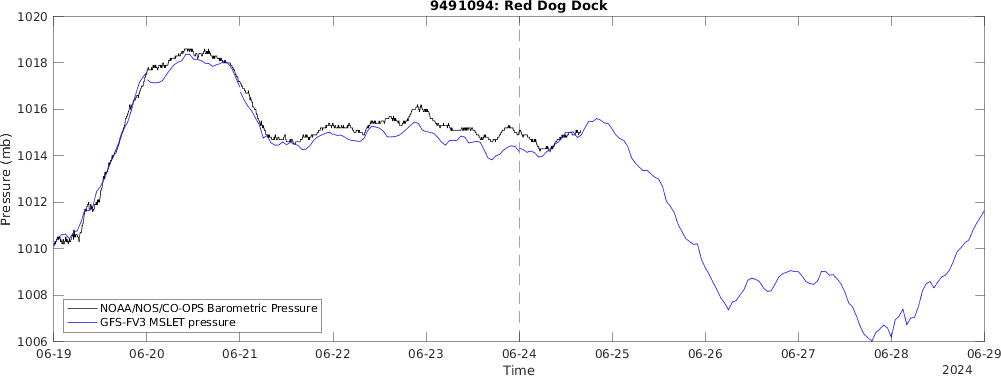 9491094: Red Dog Dock
Pressure (mb)
1020
1018
1016
1014
1012
1010
1008
1006
NOAA/NOS/CO-OPS Barometric Pressure
GFS-FV3 MSLET pressure
06-19 06-20 06-21 06-22 06-23 06-24 06-25 06-26 06-27 06-28 06-29
Time
2024